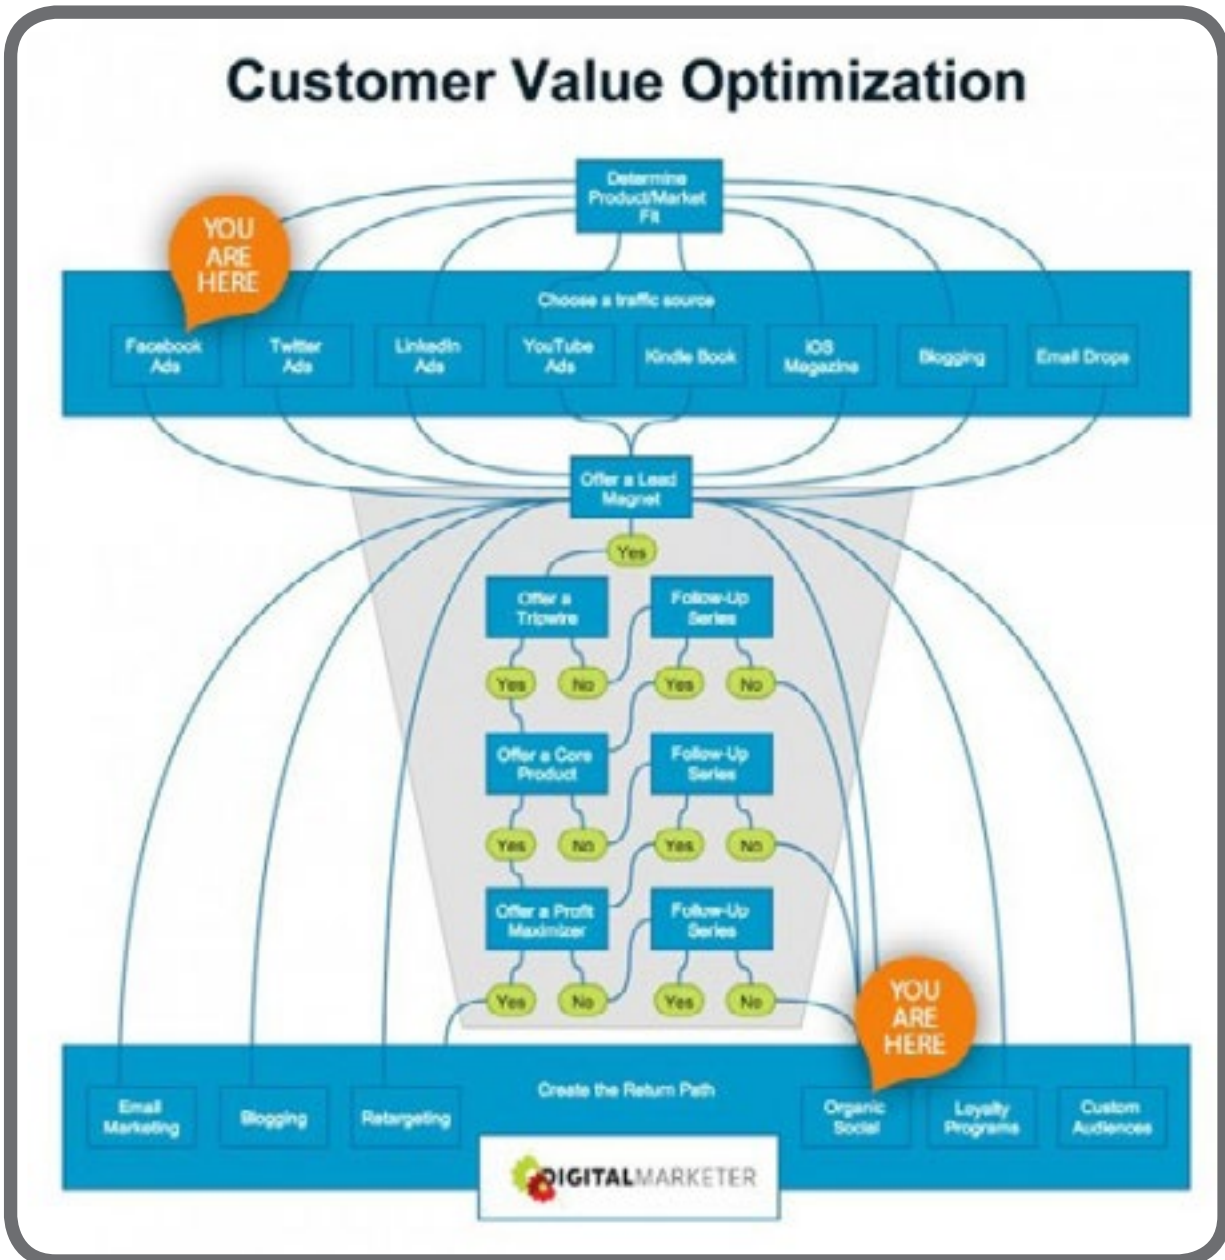 Customer Value Optimization
Determine
Product/Market
Fit
YOU
ARE
HERE
Choose a traffic source
Facebook
Ads
Twitter
Ads
LinkedIn
Ads
YouTube
Ads
Kindle Book
iOS
Magazine
Blogging
Email Drops
Offer a Lead
Magnet
Yes
Offer a
Tripwire
Follow-Up
Series
Yes
No
Yes
No
Offer a Core
Product
Follow-Up
Series
Yes
No
Yes
No
Offer a Profit
Maximizer
Follow-Up
Series
Yes
No
Yes
No
YOU
ARE
HERE
Create the Return Path
Email
Marketing
Blogging
Retargeting
Organic
Social
Loyalty
Programs
Custom
Audiences
DIGITALMARKETER